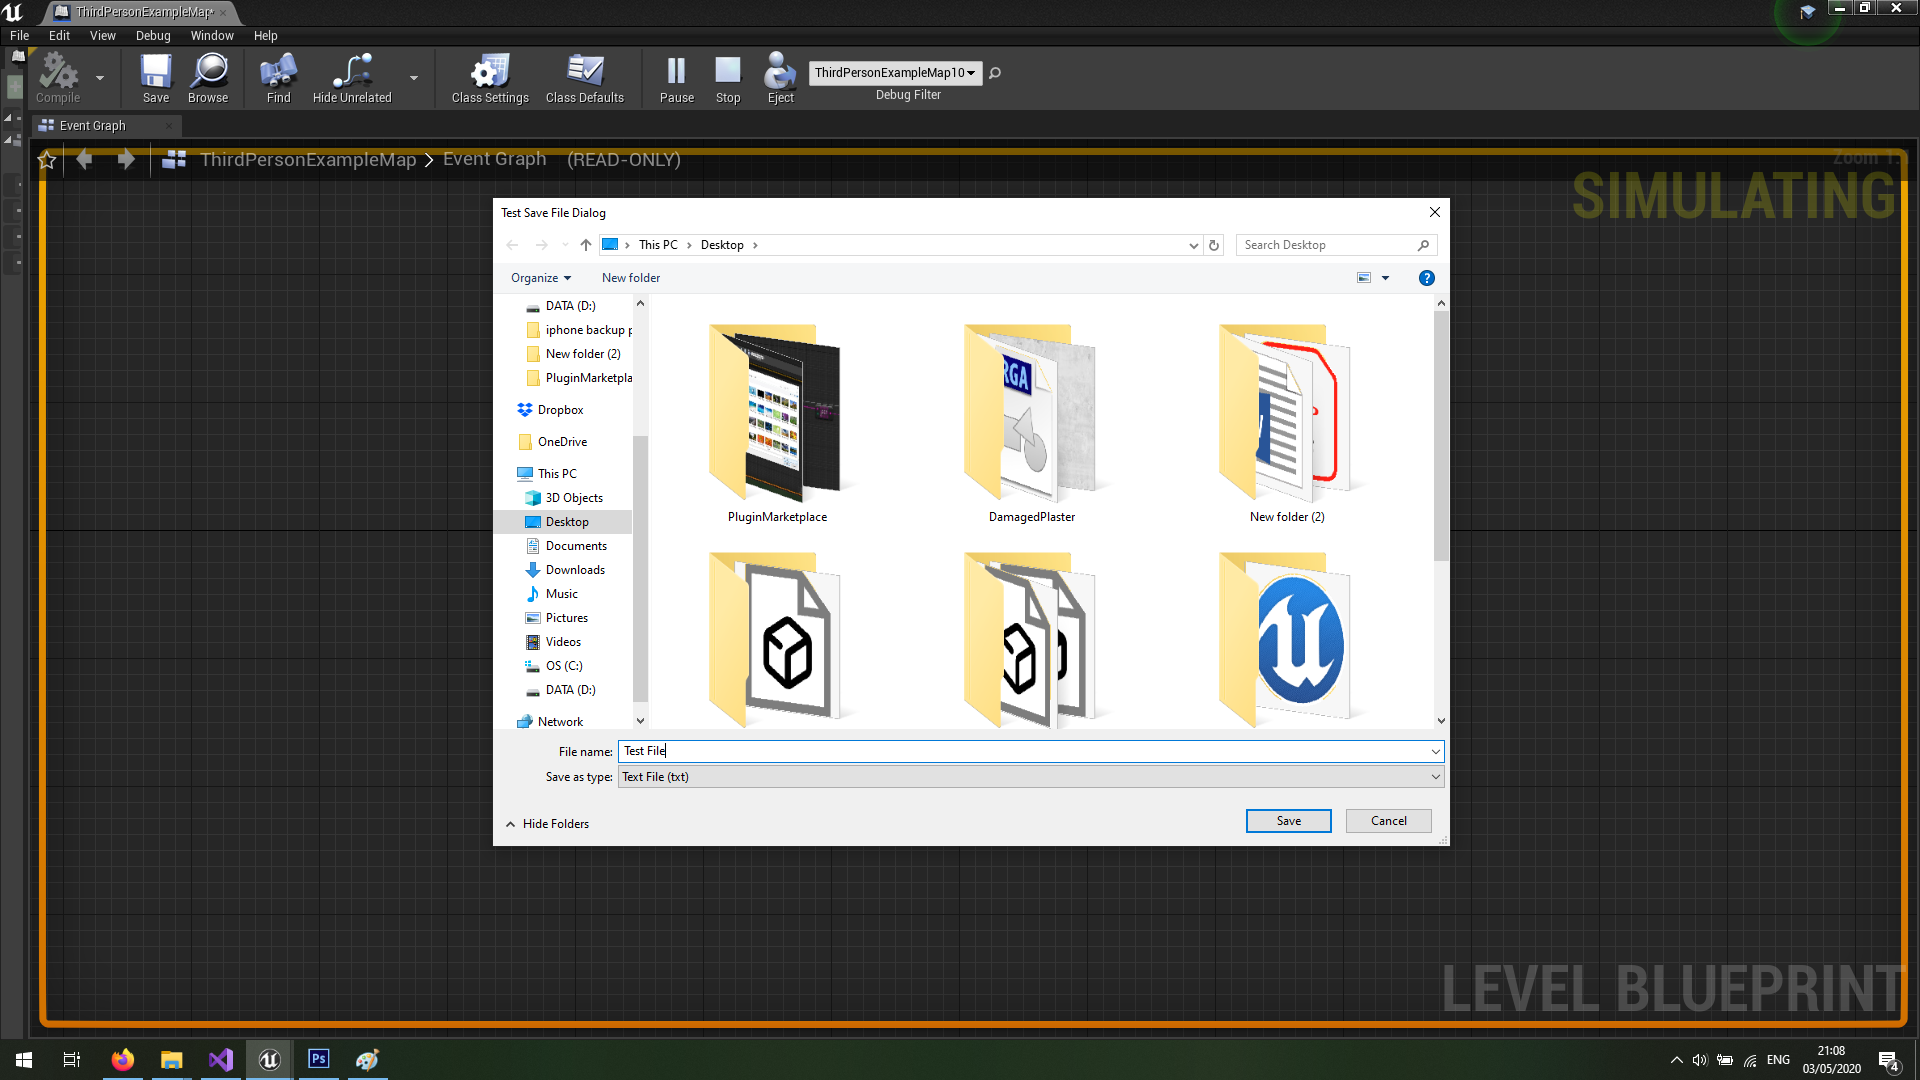 ThirdPersonExampleMap*
File Edit View Debug Window Help
Compile Save Browse Find Hide Unrelated Class Settings Class Defaults Pause Stop Eject
ThirdPersonExampleMap10
Debug Filter
Event Graph
ThirdPersonExampleMap > Event Graph (READ-ONLY)
Zoom 1:1
SIMULATING
Test Save File Dialog
This PC > Desktop >
Search Desktop
Organize New folder
DATA (D:)
iphone backup p
New folder (2)
PluginMarketpla
Dropbox
OneDrive
This PC
3D Objects
Desktop
Documents
Downloads
Music
Pictures
Videos
OS (C:)
DATA (D:)
Network
RGA
PluginMarketplace
DamagedPlaster
New folder (2)
File name: Test File
Save as type: Text File (txt)
Hide Folders
Save
Cancel
LEVEL BLUEPRINT
Ps
ENG
21:08
03/05/2020
4